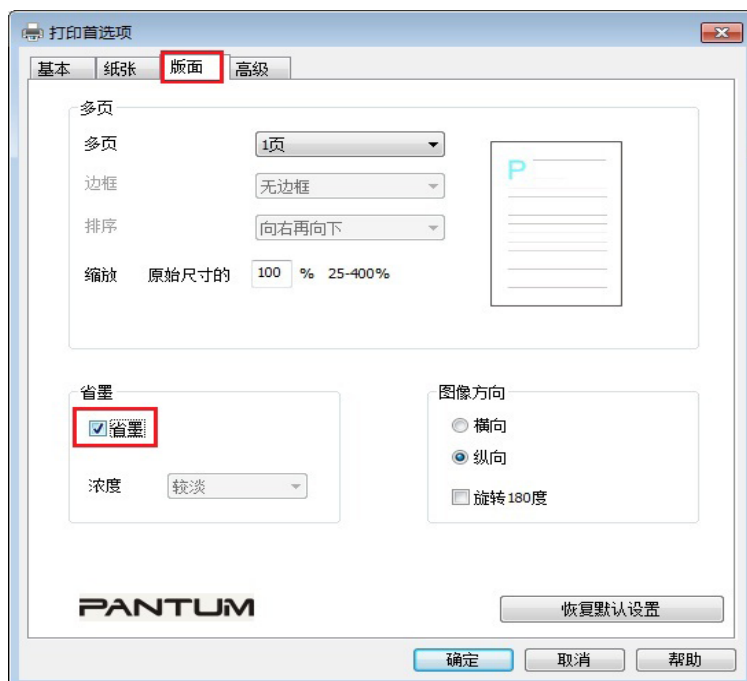 打印首选项
基本 纸张 版面 高级
多页
多页 1页
边框 无边框
排序 向右再向下
缩放 原始尺寸的 100 % 25-400%
P
省墨
省墨
浓度 较淡
图像方向
横向
纵向
旋转180度
PANTUM
恢复默认设置
确定 取消 帮助